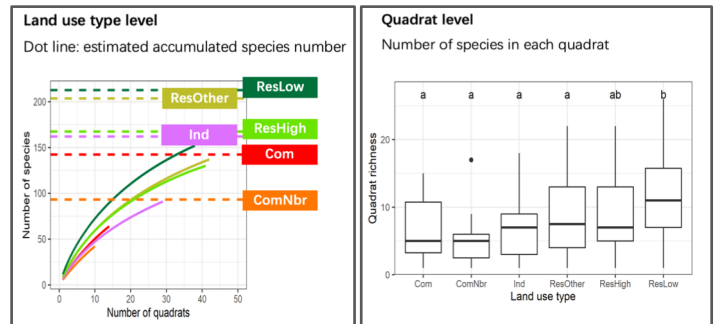 Land use type level
Dot line: estimated accumulated species number
Number of species
200
150
100
50
0
0 10 20 30 40 50
Number of quadrats
ResLow
ResOther
ResHigh
Ind
Com
ComNbr
Quadrat level
Number of species in each quadrat
Quadrat richness
20
10
0
a a a a ab b
Com ComNbr Ind ResOther ResHigh ResLow
Land use type